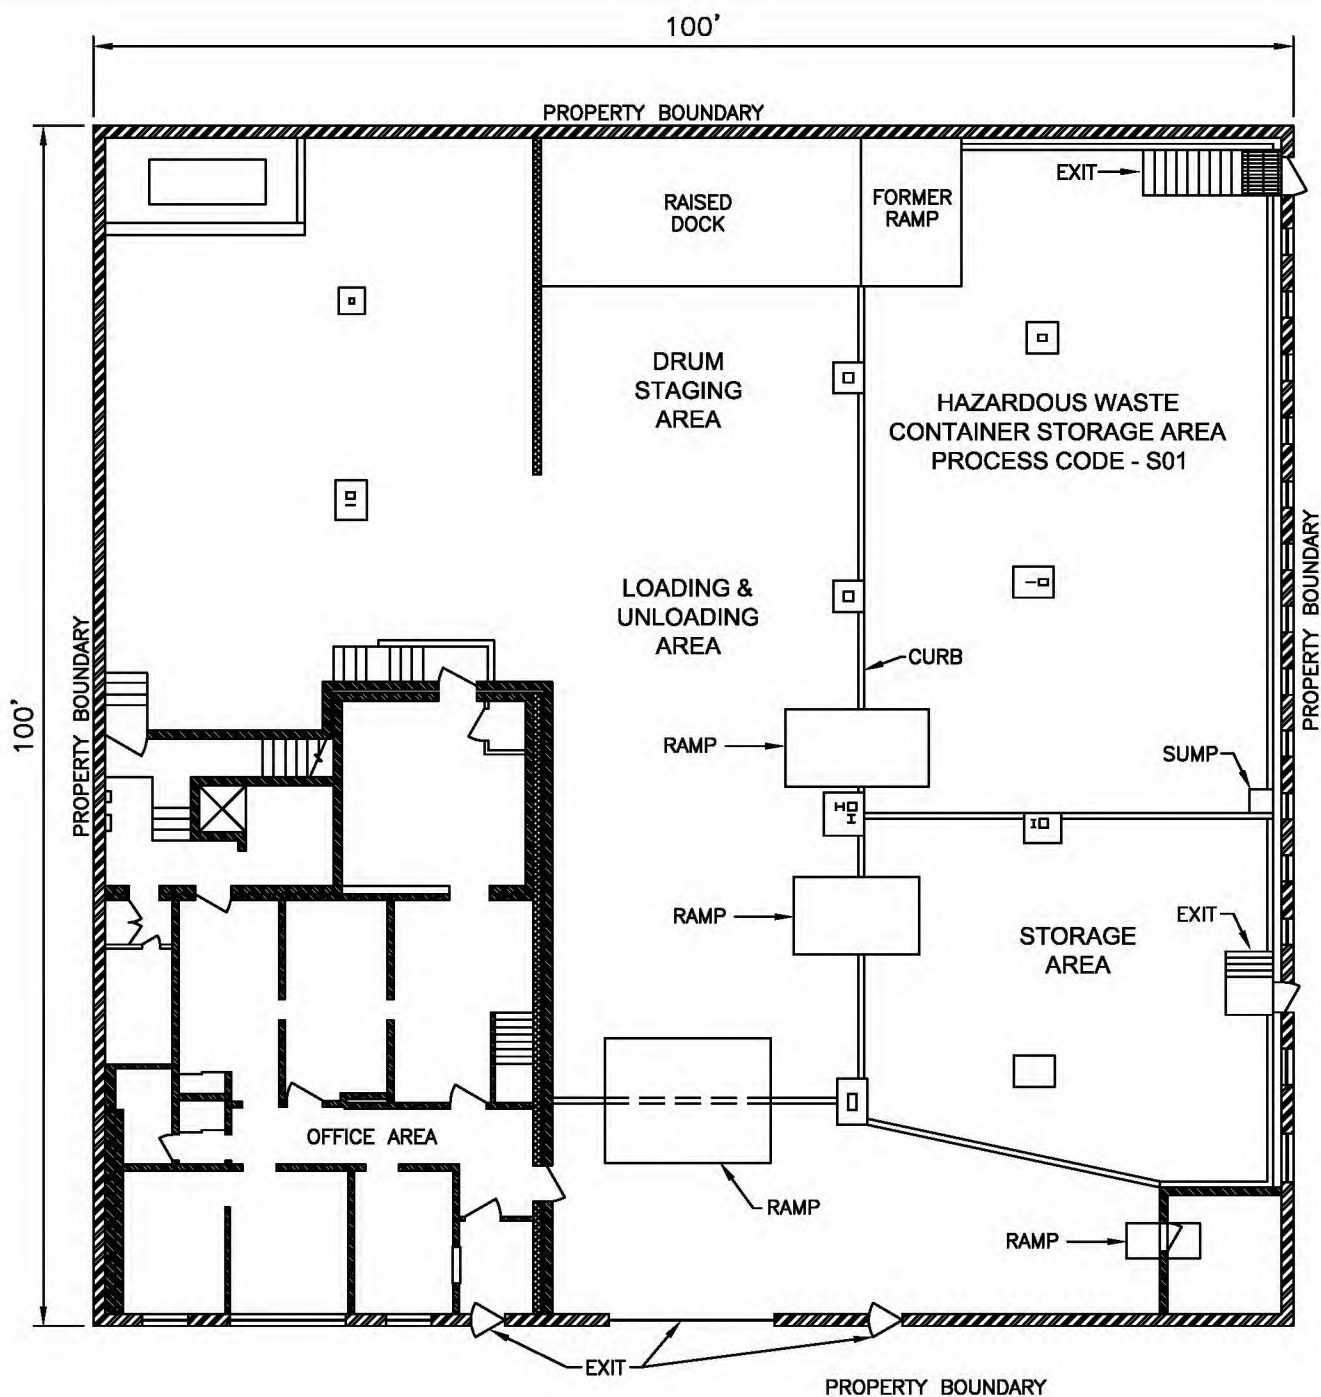 100'
PROPERTY BOUNDARY
EXIT
RAISED
DOCK
FORMER
RAMP
DRUM
STAGING
AREA
HAZARDOUS WASTE
CONTAINER STORAGE AREA
PROCESS CODE - S01
PROPERTY BOUNDARY
LOADING &
UNLOADING
AREA
CURB
100'
PROPERTY BOUNDARY
RAMP
SUMP
RAMP
STORAGE
AREA
EXIT
OFFICE AREA
RAMP
RAMP
EXIT
PROPERTY BOUNDARY